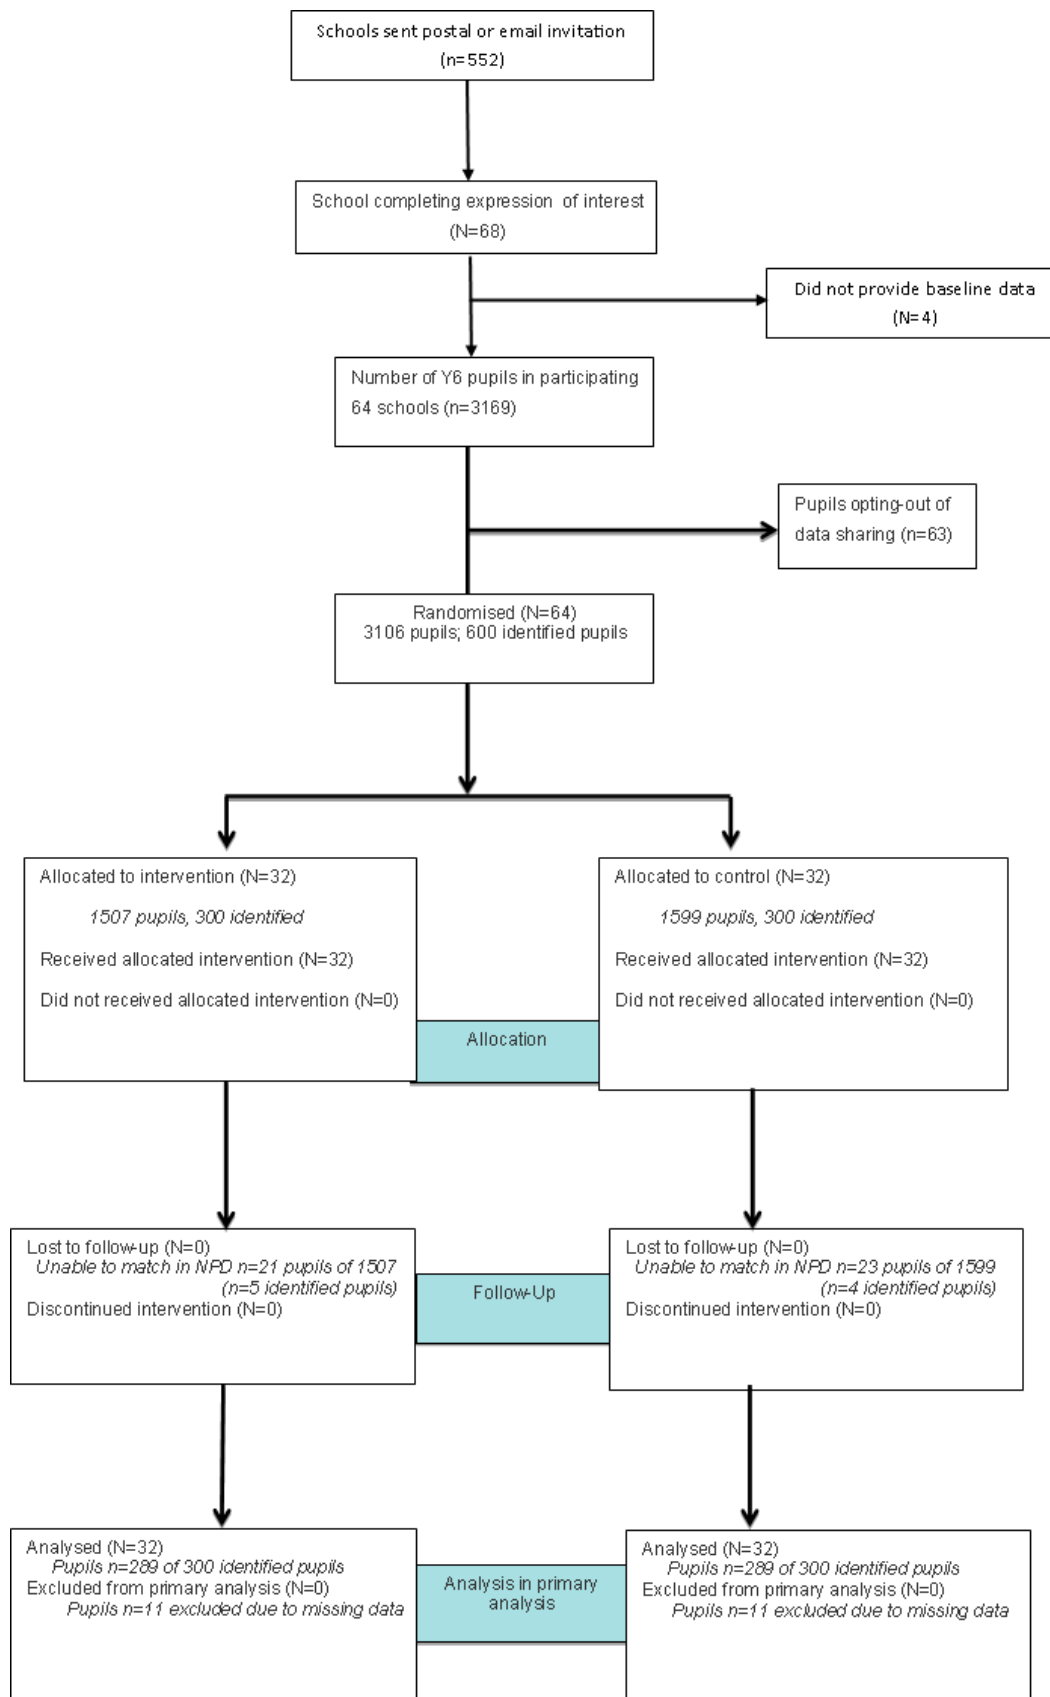 Schools sent postal or email invitation
(n=552)
School completing expression of interest
(N=68)
Did not provide baseline data
(N=4)
Number of Y6 pupils in participating
64 schools (n=3169)
Pupils opting-out of
data sharing (n=63)
Randomised (N=64)
3106 pupils; 600 identified pupils
Allocated to intervention (N=32)
1507 pupils, 300 identified
Received allocated intervention (N=32)
Did not received allocated intervention (N=0)
Allocated to control (N=32)
1599 pupils, 300 identified
Received allocated intervention (N=32)
Did not received allocated intervention (N=0)
Allocation
Lost to follow-up (N=0)
Unable to match in NPD n=21 pupils of 1507
(n=5 identified pupils)
Discontinued intervention (N=0)
Follow-Up
Lost to follow-up (N=0)
Unable to match in NPD n=23 pupils of 1599
(n=4 identified pupils)
Discontinued intervention (N=0)
Analysed (N=32)
Pupils n=289 of 300 identified pupils
Excluded from primary analysis (N=0)
Pupils n=11 excluded due to missing data
Analysis in primary
analysis
Analysed (N=32)
Pupils n=289 of 300 identified pupils
Excluded from primary analysis (N=0)
Pupils n=11 excluded due to missing data